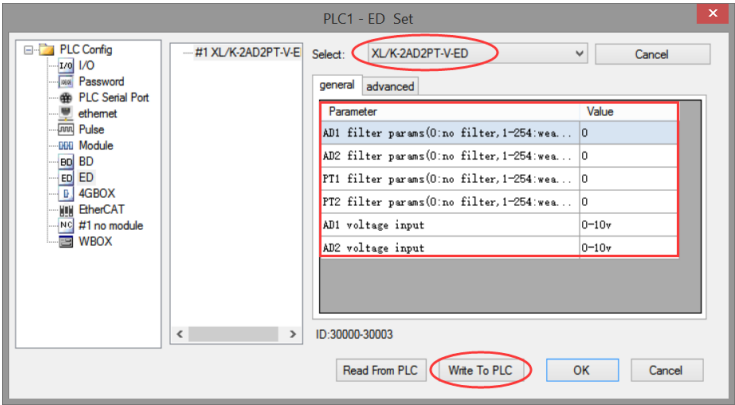 PLC1 - ED Set
PLC Config
I/O
Password
PLC Serial Port
ethernet
Pulse
Module
BD
ED
4GBOX
EtherCAT
#1 no module
WBOX
#1 XL/K-2AD2PT-V-E
Select: XL/K-2AD2PT-V-ED Cancel
general advanced
Parameter Value
AD1 filter params(0:no filter,1-254:wea... 0
AD2 filter params(0:no filter,1-254:wea... 0
PT1 filter params(0:no filter,1-254:wea... 0
PT2 filter params(0:no filter,1-254:wea... 0
AD1 voltage input 0-10v
AD2 voltage input 0-10v
ID:30000-30003
Read From PLC Write To PLC OK Cancel